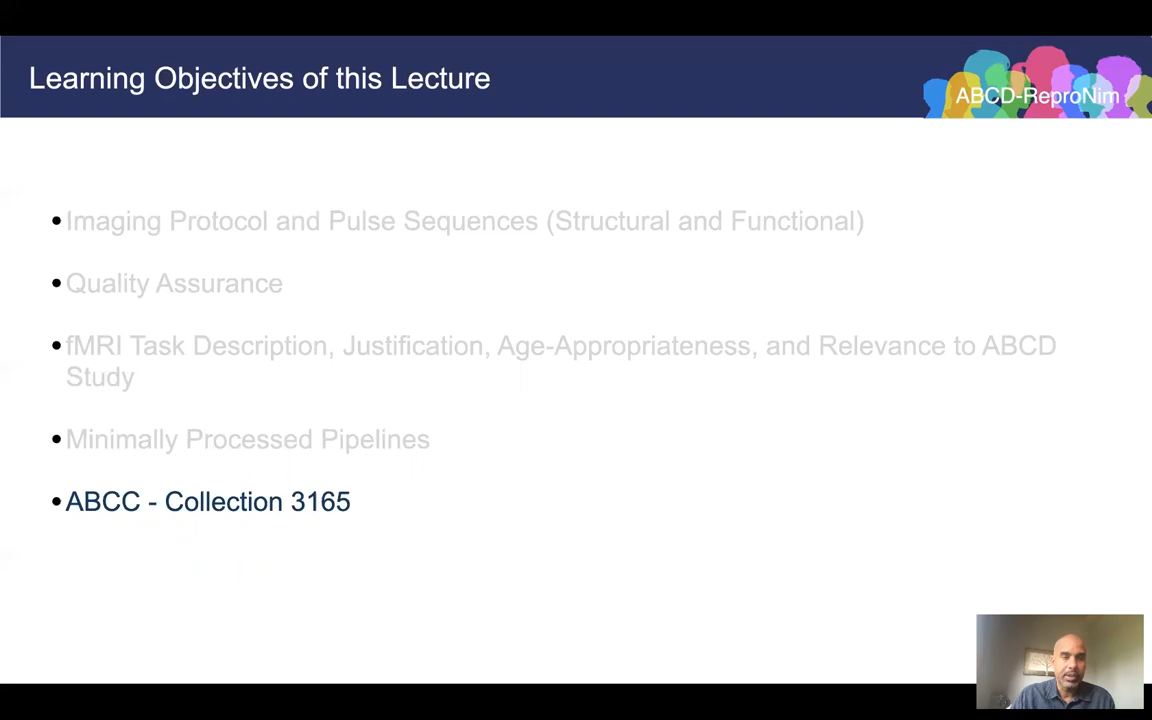 Learning Objectives of this Lecture
ABCD-ReproNim
•Imaging Protocol and Pulse Sequences (Structural and Functional)
•Quality Assurance
•fMRI Task Description, Justification, Age-Appropriateness, and Relevance to ABCD
Study
•Minimally Processed Pipelines
•ABCC - Collection 3165